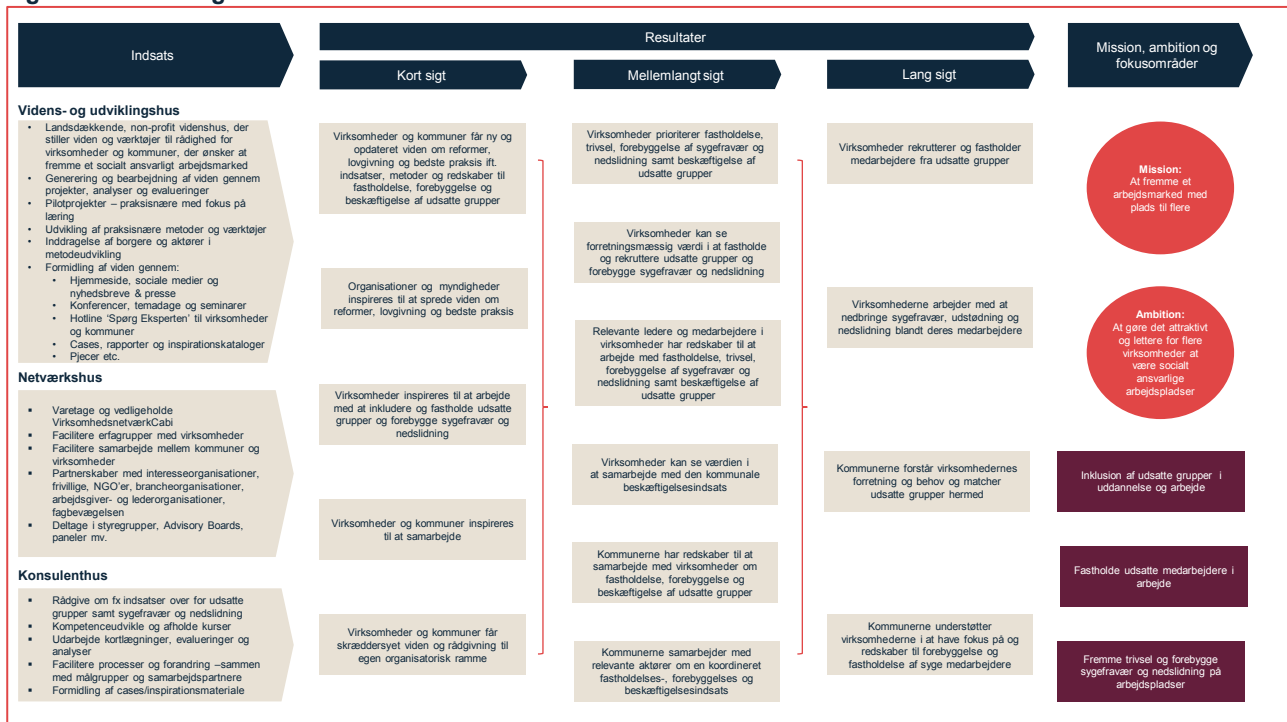 Indsats
Resultater
Mission, ambition og
fokusområder
Kort sigt
Mellemlangt sigt
Lang sigt
Videns- og udviklingshus
• Landsdækkende, non-profit videnshus, der
stiller viden og værktøjer til rådighed for
virksomheder og kommuner, der ønsker at
fremme et socialt ansvarligt arbejdsmarked
• Generering og bearbejdning af viden gennem
projekter, analyser og evalueringer
• Pilotprojekter – praksisnære med fokus på
læring
• Udvikling af praksisnære metoder og værktøjer
• Inddragelse af borgere og aktører i
metodeudvikling
• Formidling af viden gennem:
• Hjemmeside, sociale medier og
nyhedsbreve & presse
• Konferencer, temadage og seminarer
• Hotline ‘Spørg Eksperten’ til virksomheder
og kommuner
• Cases, rapporter og inspirationskataloger
• Pjecer etc.
Netværkshus
▪ Varetage og vedligeholde
VirksomhedsnetværkCabi
▪ Facilitere erfagrupper med virksomheder
▪ Facilitere samarbejde mellem kommuner og
virksomheder
▪ Partnerskaber med interesseorganisationer,
frivillige, NGO’er, brancheorganisationer,
arbejdsgiver- og lederorganisationer,
fagbevægelsen
▪ Deltage i styregrupper, Advisory Boards,
paneler mv.
Konsulenthus
▪ Rådgive om fx indsatser over for udsatte
grupper samt sygefravær og nedslidning
▪ Kompetenceudvikle og afholde kurser
▪ Udarbejde kortlægninger, evalueringer og
analyser
▪ Facilitere processer og forandring –sammen
med målgrupper og samarbejdspartnere
▪ Formidling af cases/inspirationsmateriale
Virksomheder og kommuner får ny og
opdateret viden om reformer,
lovgivning og bedste praksis ift.
indsatser, metoder og redskaber til
fastholdelse, forebyggelse og
beskæftigelse af udsatte grupper
Organisationer og myndigheder
inspireres til at sprede viden om
reformer, lovgivning og bedste praksis
Virksomheder inspireres til at arbejde
med at inkludere og fastholde udsatte
grupper og forebygge sygefravær og
nedslidning
Virksomheder og kommuner inspireres
til at samarbejde
Virksomheder og kommuner får
skræddersyet viden og rådgivning til
egen organisatorisk ramme
Virksomheder prioriterer fastholdelse,
trivsel, forebyggelse af sygefravær og
nedslidning samt beskæftigelse af
udsatte grupper
Virksomheder kan se
forretningsmæssig værdi i at fastholde
og rekruttere udsatte grupper og
forebygge sygefravær og nedslidning
Relevante ledere og medarbejdere i
virksomheder har redskaber til at
arbejde med fastholdelse, trivsel,
forebyggelse af sygefravær og
nedslidning samt beskæftigelse af
udsatte grupper
Virksomheder kan se værdien i
at samarbejde med den kommunale
beskæftigelsesindsats
Kommunerne har redskaber til at
samarbejde med virksomheder om
fastholdelse, forebyggelse og
beskæftigelse af udsatte grupper
Kommunerne samarbejder med
relevante aktører om en koordineret
fastholdelses-, forebyggelses og
beskæftigelsesindsats
Virksomheder rekrutterer og fastholder
medarbejdere fra udsatte grupper
Virksomhederne arbejder med at
nedbringe sygefravær, udstødning og
nedslidning blandt deres medarbejdere
Kommunerne forstår virksomhedernes
forretning og behov og matcher
udsatte grupper hermed
Kommunerne understøtter
virksomhederne i at have fokus på og
redskaber til forebyggelse og
fastholdelse af syge medarbejdere
Mission:
At fremme et
arbejdsmarked med
plads til flere
Ambition:
At gøre det attraktivt
og lettere for flere
virksomheder at
være socialt
ansvarlige
arbejdspladser
Inklusion af udsatte grupper i
uddannelse og arbejde
Fastholde udsatte medarbejdere i
arbejde
Fremme trivsel og forebygge
sygefravær og nedslidning på
arbejdspladser